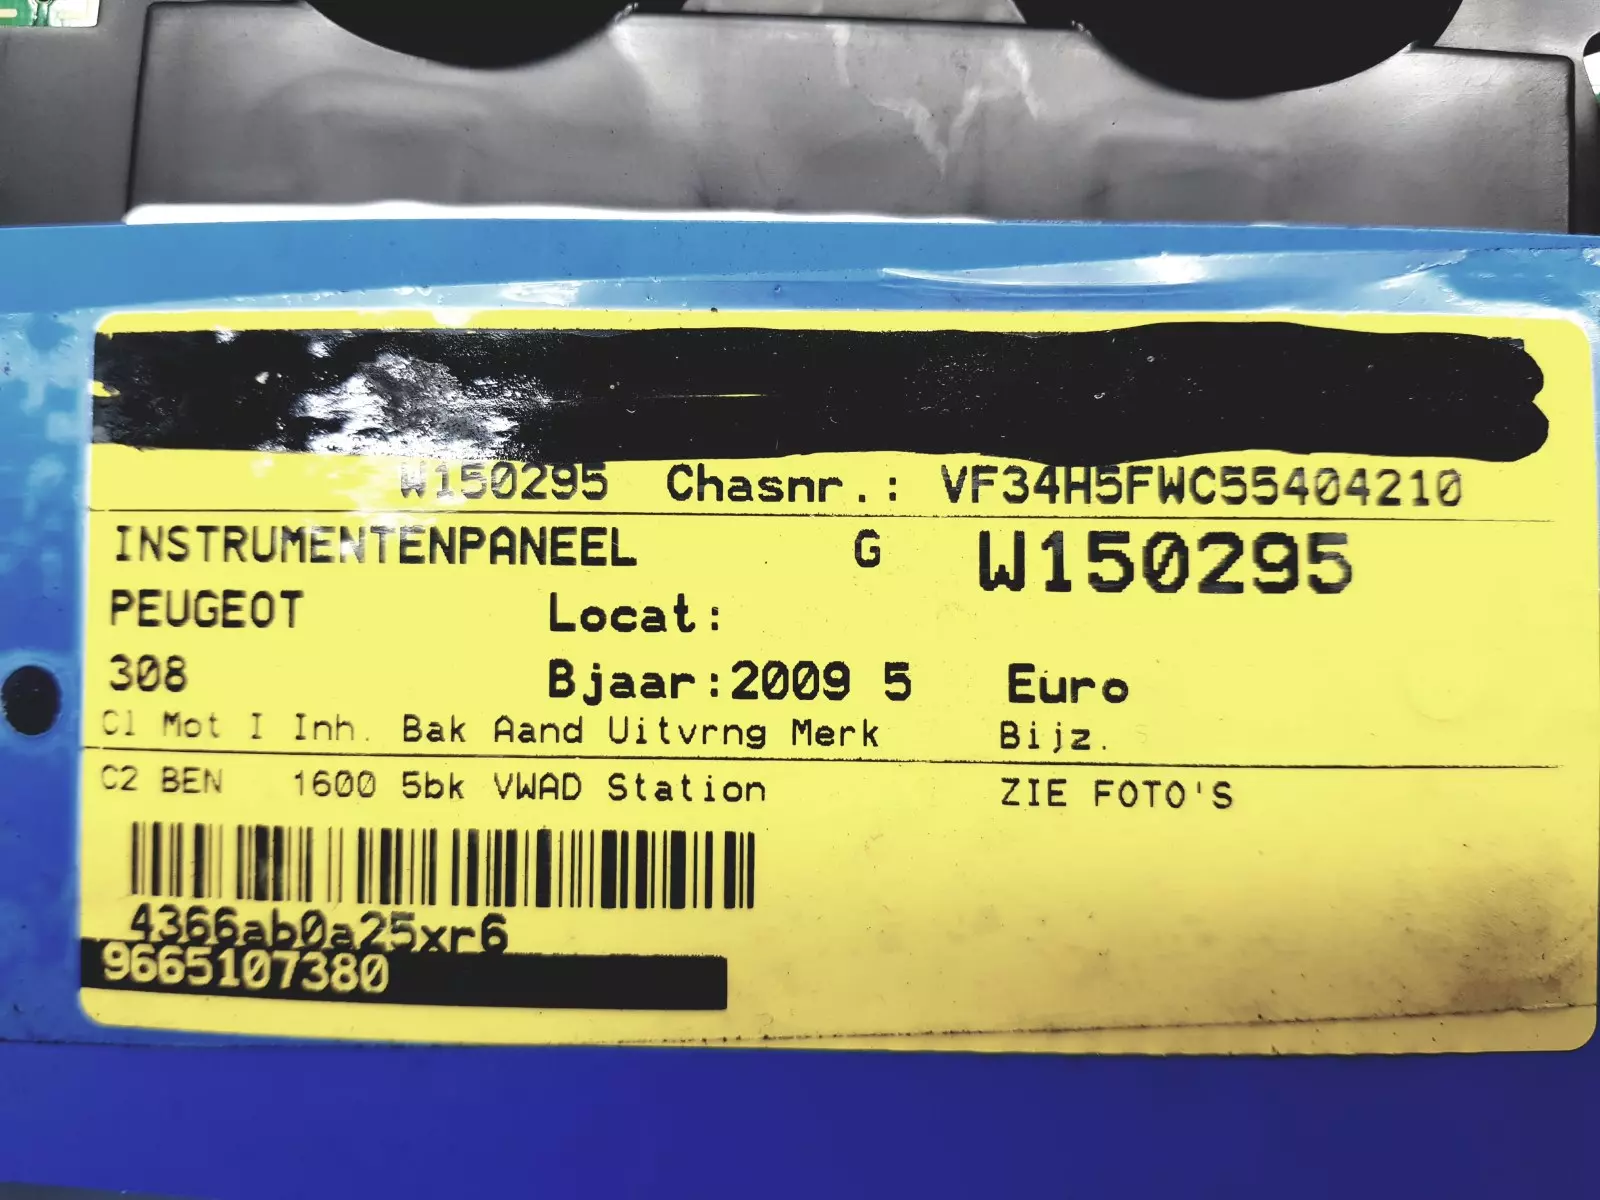 W150295 Chasnr.: VF34H5FWC55404210
INSTRUMENTENPANEEL G W150295
PEUGEOT Locat:
308 Bjaar:2009 5 Euro
Cl Mot I Inh. Bak Aand Uitvrng Merk Bijz.
C2 BEN 1600 5bk VWAD Station ZIE FOTO'S
4366ab0a25xr6
9665107380